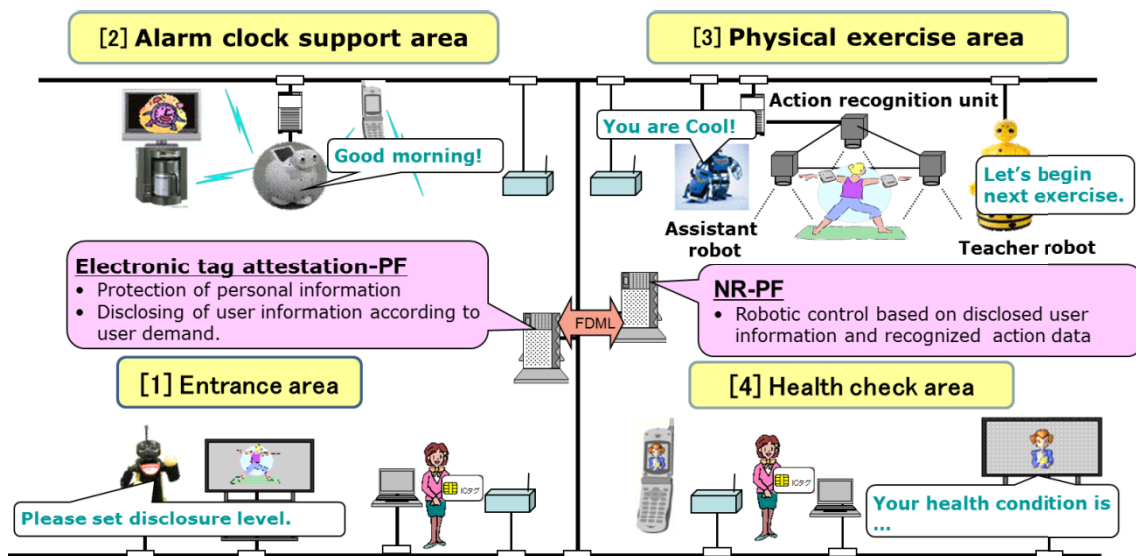 [2] Alarm clock support area
[3] Physical exercise area
Good morning!
Action recognition unit
You are Cool!
Let's begin
next exercise.
Assistant
robot
Teacher robot
Electronic tag attestation-PF
• Protection of personal information
• Disclosing of user information according to
user demand.
FDML
NR-PF
• Robotic control based on disclosed user
information and recognized action data
[1] Entrance area
[4] Health check area
Please set disclosure level.
ICタグ
ICタグ
Your health condition is
...